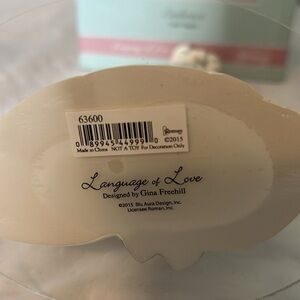 63600
0 89945 44999 0
©2015
Made in China NOT A TOY For Decoration Only
Language of Love
Designed by Gina Freehill
©2015 Blu Aura Design, Inc.
Licensee Roman, Inc.